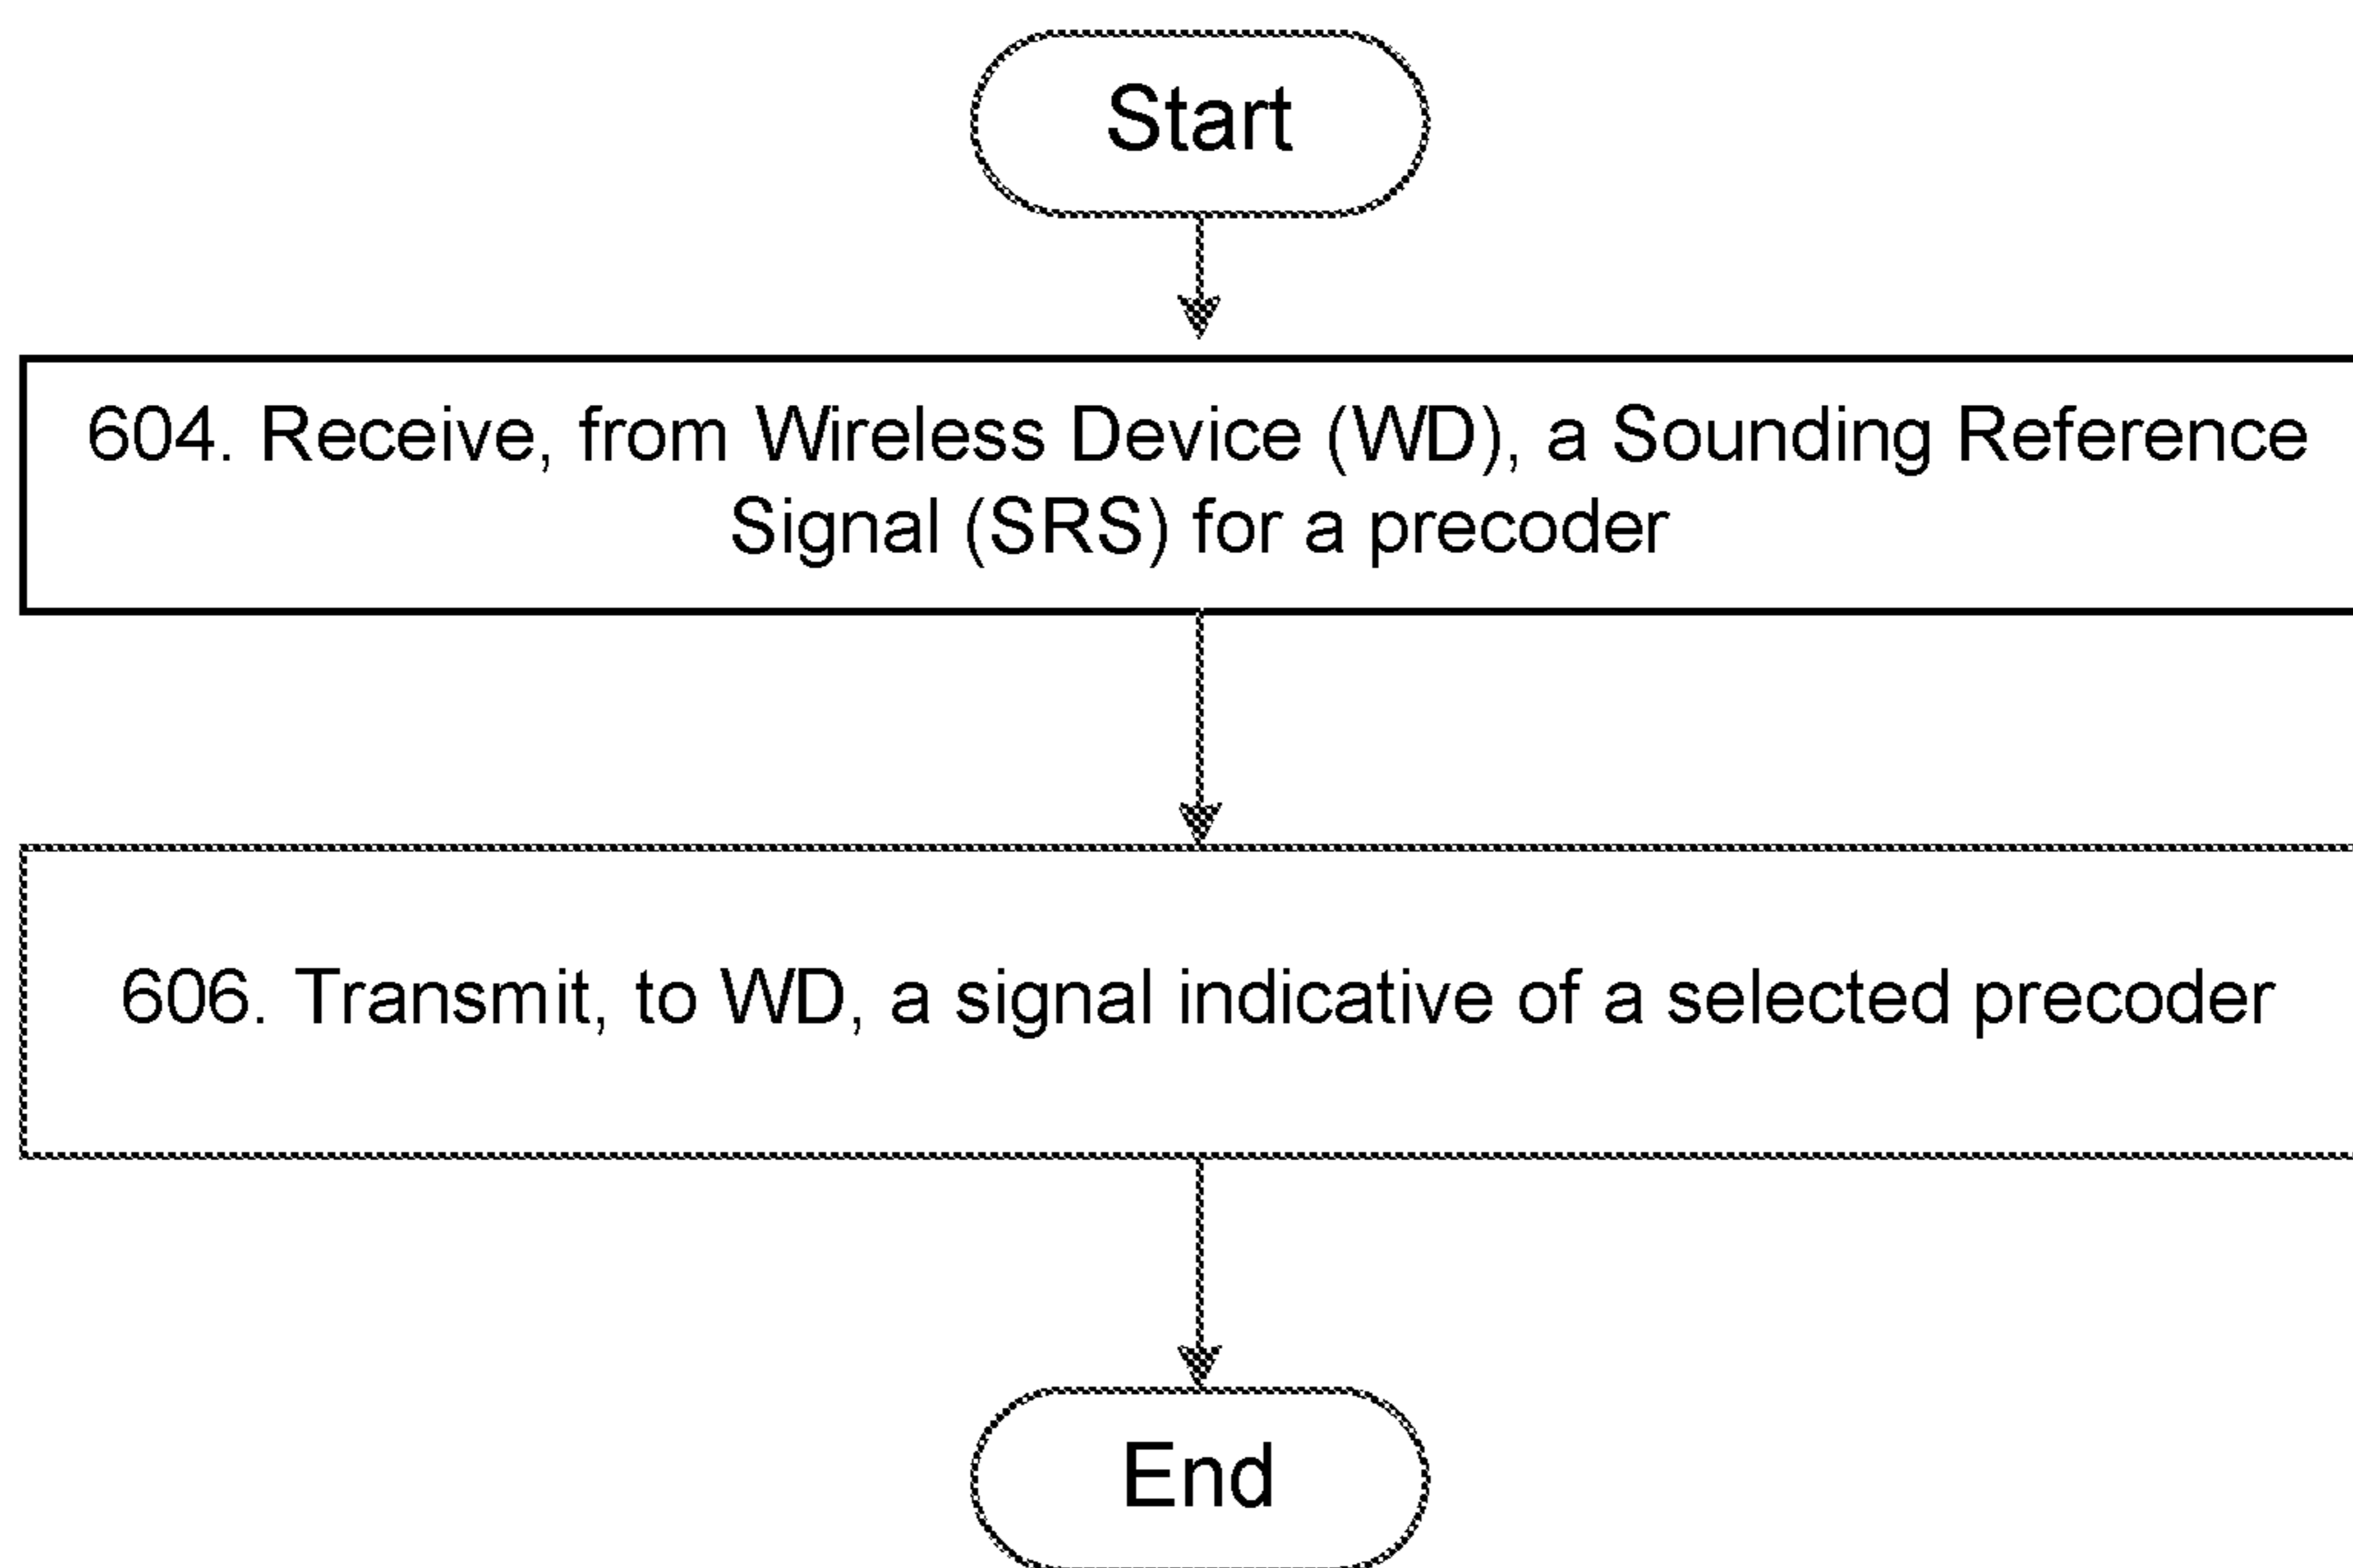 Start
604. Receive, from Wireless Device (WD), a Sounding Reference
Signal (SRS) for a precoder
606. Transmit, to WD, a signal indicative of a selected precoder
End